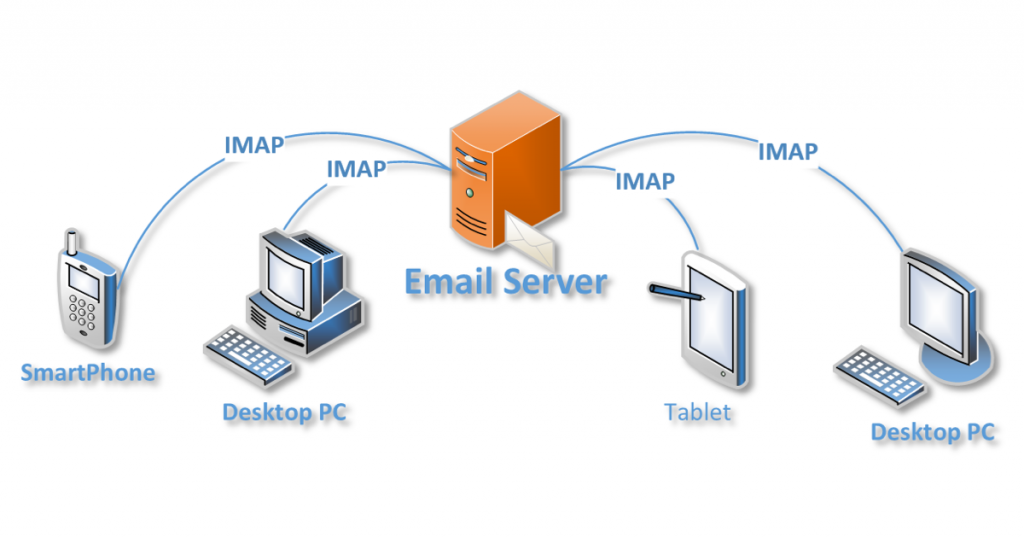 IMAP
IMAP
IMAP
IMAP
Email Server
SmartPhone
Desktop PC
Tablet
Desktop PC